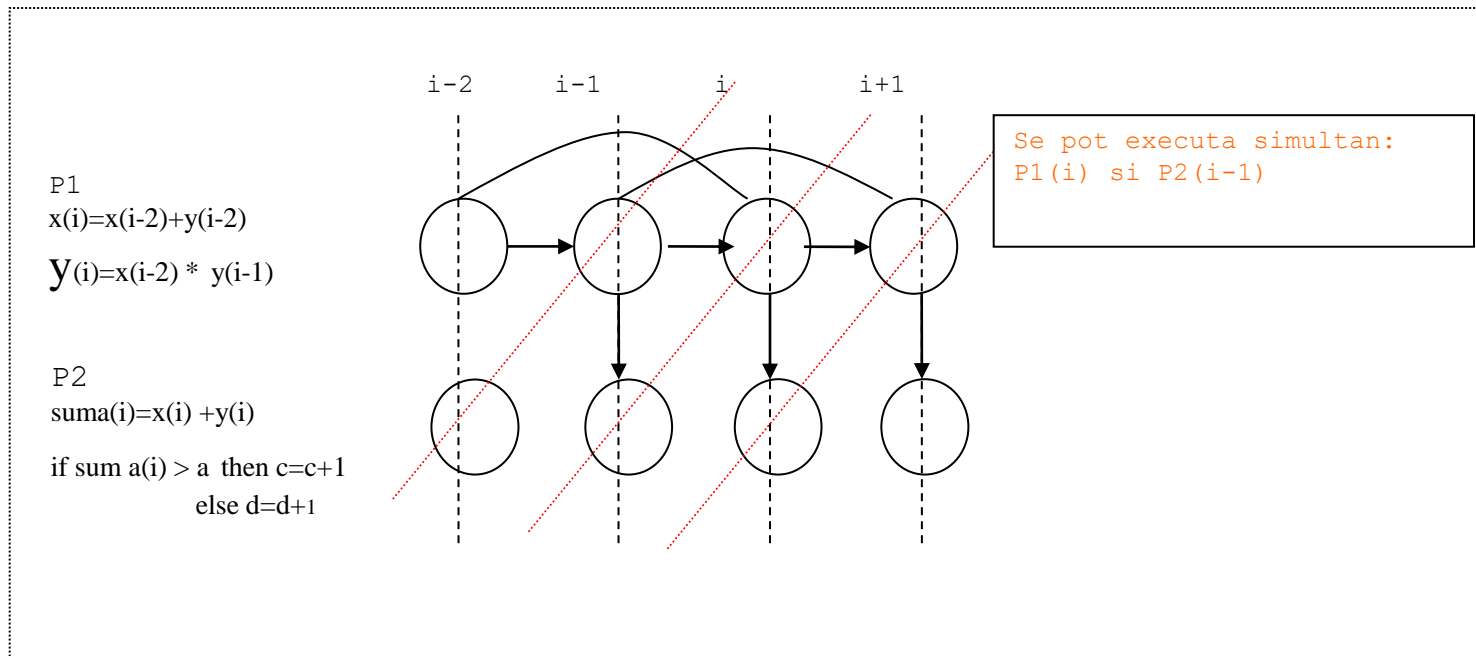 i-2 i-1 i i+1
Se pot executa simultan:
P1(i) si P2(i-1)
P1
x(i)=x(i-2)+y(i-2)
y(i)=x(i-2) * y(i-1)
P2
suma(i)=x(i) +y(i)
if sum a(i) > a then c=c+1
else d=d+1